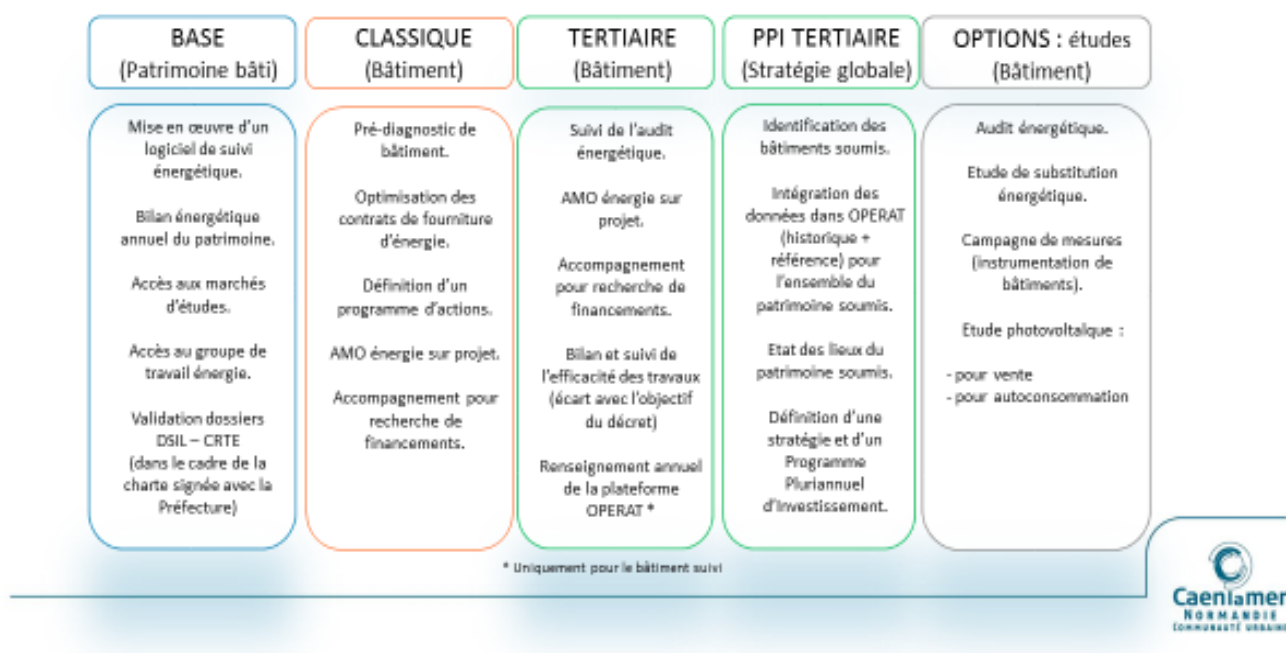 BASE
(Patrimoine bâti)
Mise en œuvre d'un
logiciel de suivi
énergétique.
Bilan énergétique
annuel du patrimoine.
Accès aux marchés
d'études.
Accès au groupe de
travail énergie.
Validation dossiers
DSIL – CRTE
(dans le cadre de la
charte signée avec la
Préfecture)
CLASSIQUE
(Bâtiment)
Pré-diagnostic de
bâtiment.
Optimisation des
contrats de fourniture
d'énergie.
Définition d'un
programme d'actions.
AMO énergie sur projet.
Accompagnement pour
recherche de
financements.
TERTIAIRE
(Bâtiment)
Suivi de l'audit
énergétique.
AMO énergie sur
projet.
Accompagnement
pour recherche de
financements.
Bilan et suivi de
l'efficacité des travaux
(écart avec l'objectif
du décret)
Renseignement annuel
de la plateforme
OPERAT *
PPI TERTIAIRE
(Stratégie globale)
Identification des
bâtiments soumis.
Intégration des
données dans OPERAT
(historique +
référence) pour
l'ensemble du
patrimoine soumis.
Etat des lieux du
patrimoine soumis.
Définition d'une
stratégie et d'un
Programme
Pluriannuel
d'Investissement.
OPTIONS : études
(Bâtiment)
Audit énergétique.
Etude de substitution
énergétique.
Campagne de mesures
(instrumentation de
bâtiments).
Etude photovoltaïque :
- pour vente
- pour autoconsommation
* Uniquement pour le bâtiment suivi
Caenlamer
NORMANDIE
COMMUNAUTÉ URBAINE